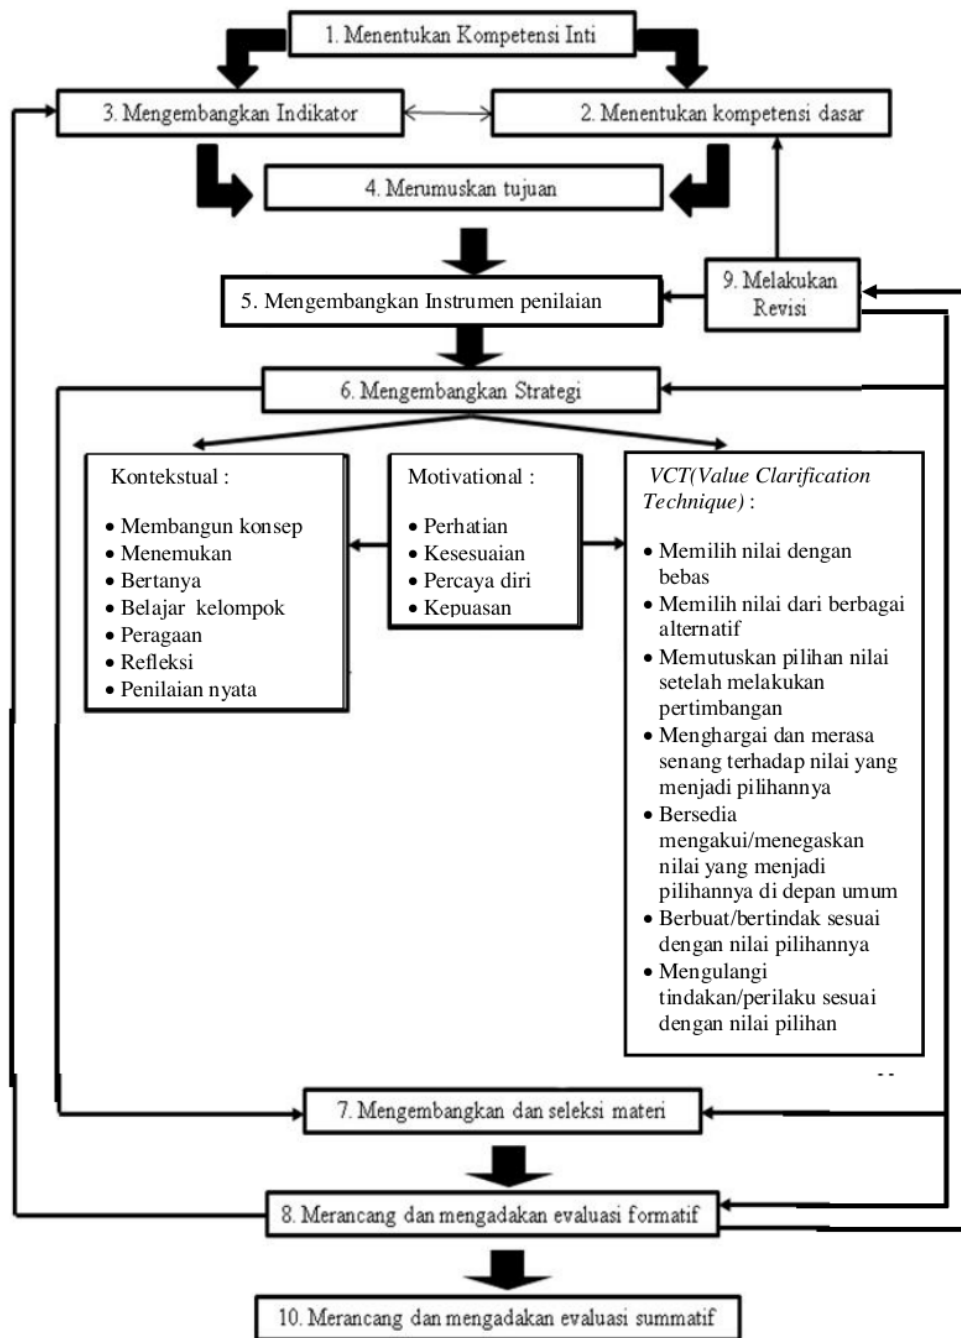 1. Menentukan Kompetensi Inti
3. Mengembangkan Indikator
2. Menentukan kompetensi dasar
4. Merumuskan tujuan
9. Melakukan
Revisi
5. Mengembangkan Instrumen penilaian
6. Mengembangkan Strategi
Kontekstual :
• Membangun konsep
• Menemukan
• Bertanya
• Belajar kelompok
• Peragaan
• Refleksi
• Penilaian nyata
Motivational :
• Perhatian
• Kesesuaian
• Percaya diri
• Kepuasan
VCT(Value Clarification
Technique) :
• Memilih nilai dengan
bebas
• Memilih nilai dari berbagai
alternatif
• Memutuskan pilihan nilai
setelah melakukan
pertimbangan
• Menghargai dan merasa
senang terhadap nilai yang
menjadi pilihannya
• Bersedia
mengakui/menegaskan
nilai yang menjadi
pilihannya di depan umum
• Berbuat/bertindak sesuai
dengan nilai pilihannya
• Mengulangi
tindakan/perilaku sesuai
dengan nilai pilihan
7. Mengembangkan dan seleksi materi
8. Merancang dan mengadakan evaluasi formatif
10. Merancang dan mengadakan evaluasi summatif